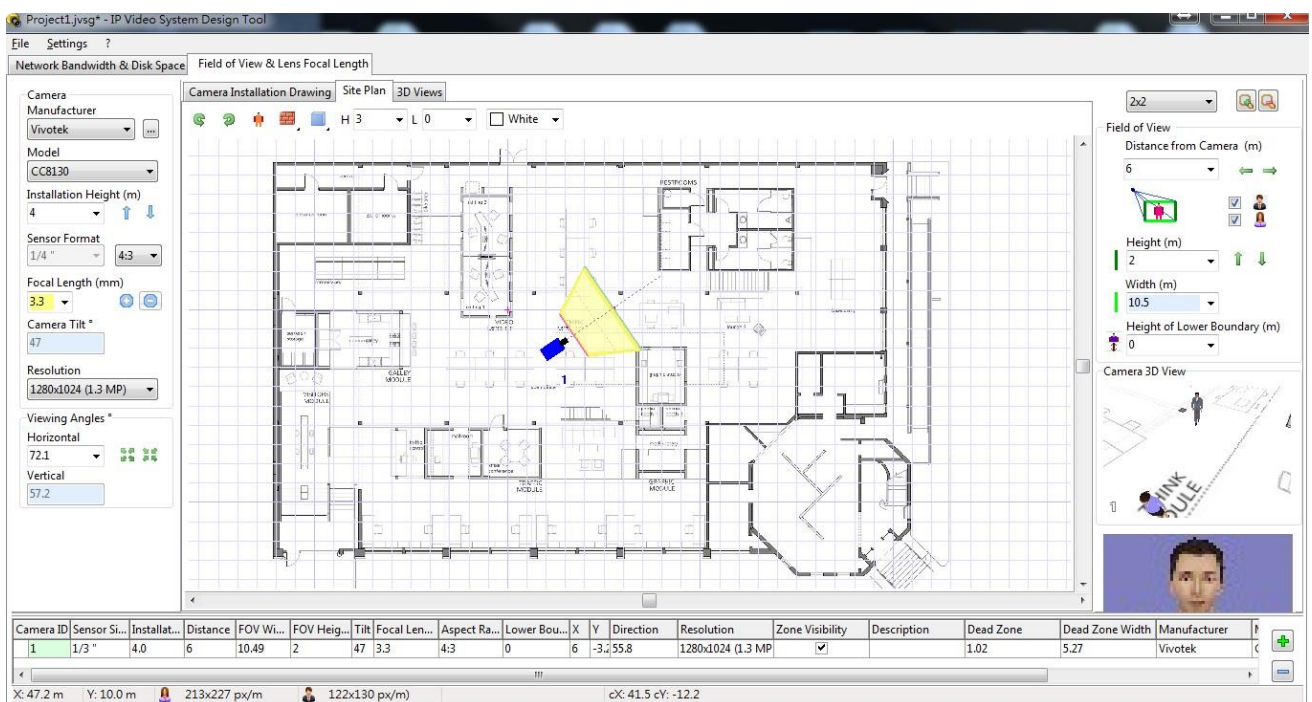 Project1.jvsg* - IP Video System Design Tool
File Settings ?
Network Bandwidth & Disk Space Field of View & Lens Focal Length
Camera
Manufacturer
Vivotek ...
Model
CC8130
Installation Height (m)
4
Sensor Format
1/4 " 4:3
Focal Length (mm)
3.3
Camera Tilt °
47
Resolution
1280x1024 (1.3 MP)
Viewing Angles °
Horizontal
72.1
Vertical
57.2
Camera Installation Drawing Site Plan 3D Views
H 3 L 0 White
RESTROOMS
GALLEY
MODULE
MODULE
MODULE
MODULE
1
2x2
Field of View
Distance from Camera (m)
6
Height (m)
2
Width (m)
10.5
Height of Lower Boundary (m)
0
Camera 3D View
THINK
1
Camera ID Sensor Si... Installat... Distance FOV Wi... FOV Heig... Tilt Focal Len... Aspect Ra... Lower Bou... X Y Direction Resolution Zone Visibility Description Dead Zone Dead Zone Width Manufacturer
1 1/3 " 4.0 6 10.49 2 47 3.3 4:3 0 6 -3.2 55.8 1280x1024 (1.3 MP 1.02 5.27 Vivotek
X: 47.2 m Y: 10.0 m 213x227 px/m 122x130 px/m) cX: 41.5 cY: -12.2